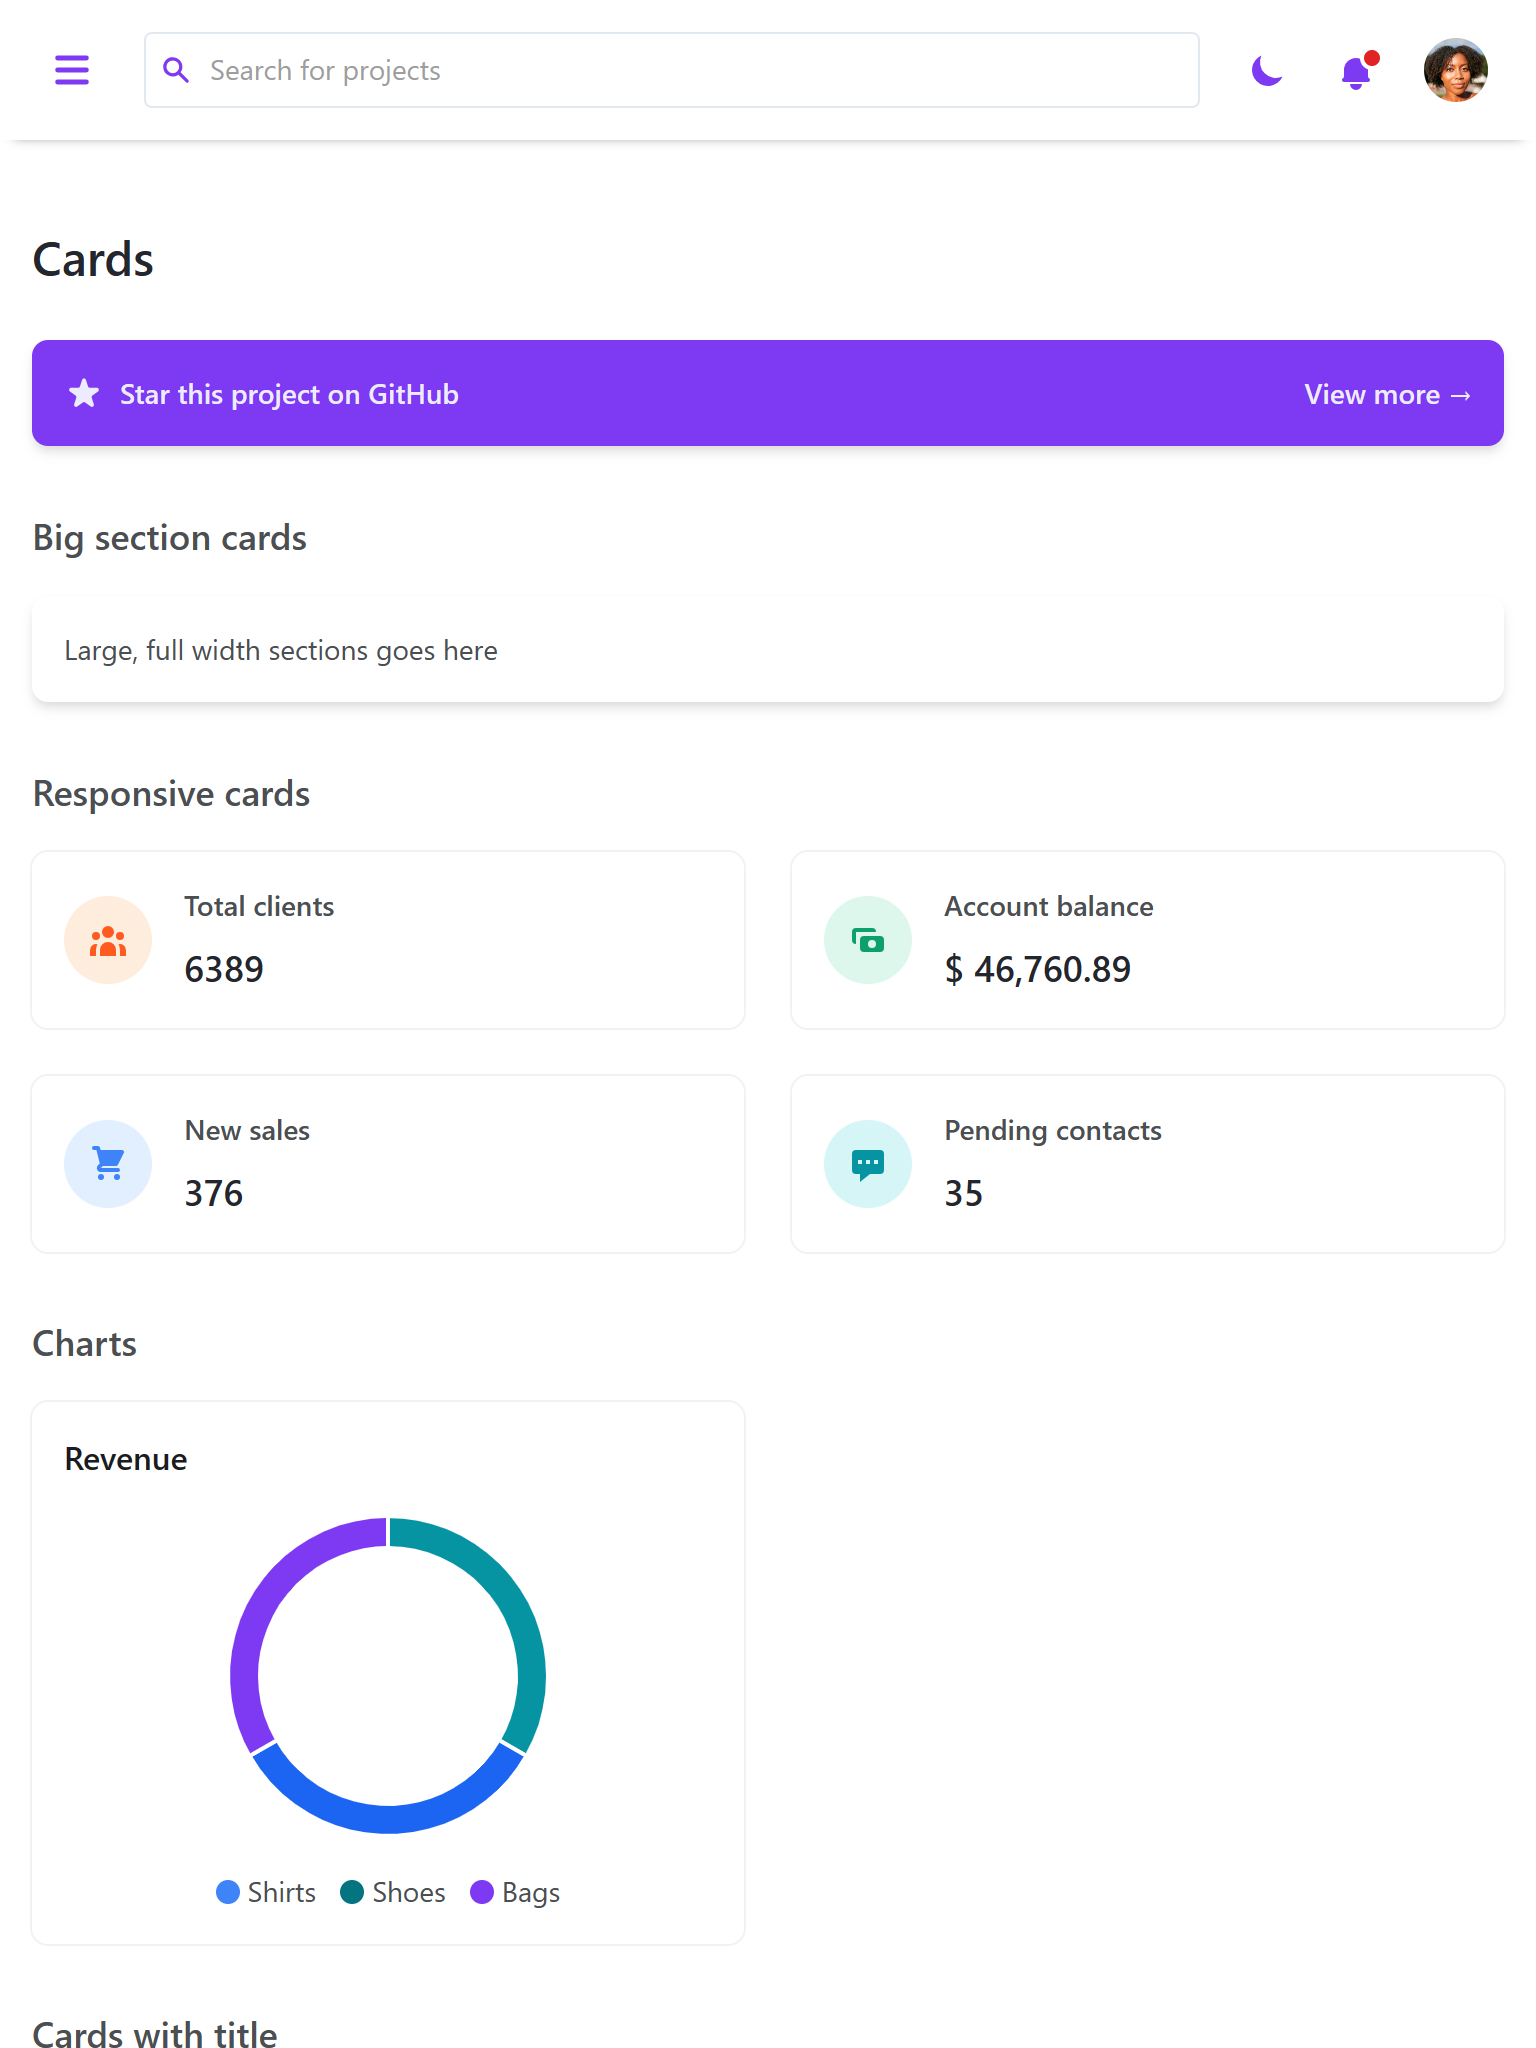 Search for projects
Cards
Star this project on GitHub
View more →
Big section cards
Large, full width sections goes here
Responsive cards
Total clients
6389
Account balance
$ 46,760.89
New sales
376
Pending contacts
35
Charts
Revenue
Shirts
Shoes
Bags
Cards with title